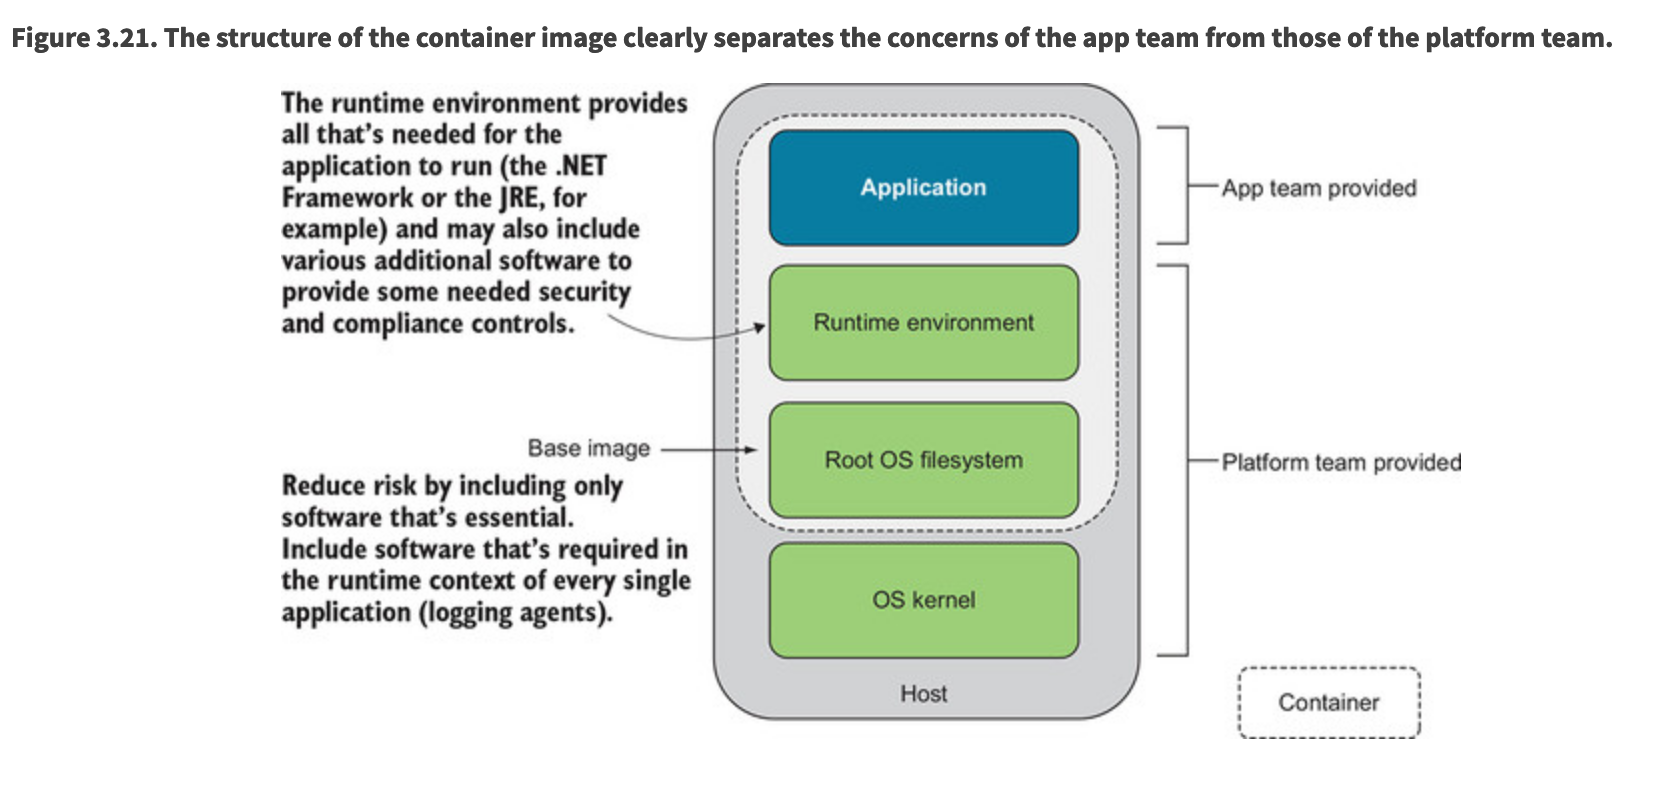 Figure 3.21. The structure of the container image clearly separates the concerns of the app team from those of the platform team.
The runtime environment provides
all that's needed for the
application to run (the .NET
Framework or the JRE, for
example) and may also include
various additional software to
provide some needed security
and compliance controls.
Base image
Reduce risk by including only
software that's essential.
Include software that's required in
the runtime context of every single
application (logging agents).
Application
Runtime environment
Root OS filesystem
OS kernel
Host
App team provided
Platform team provided
Container